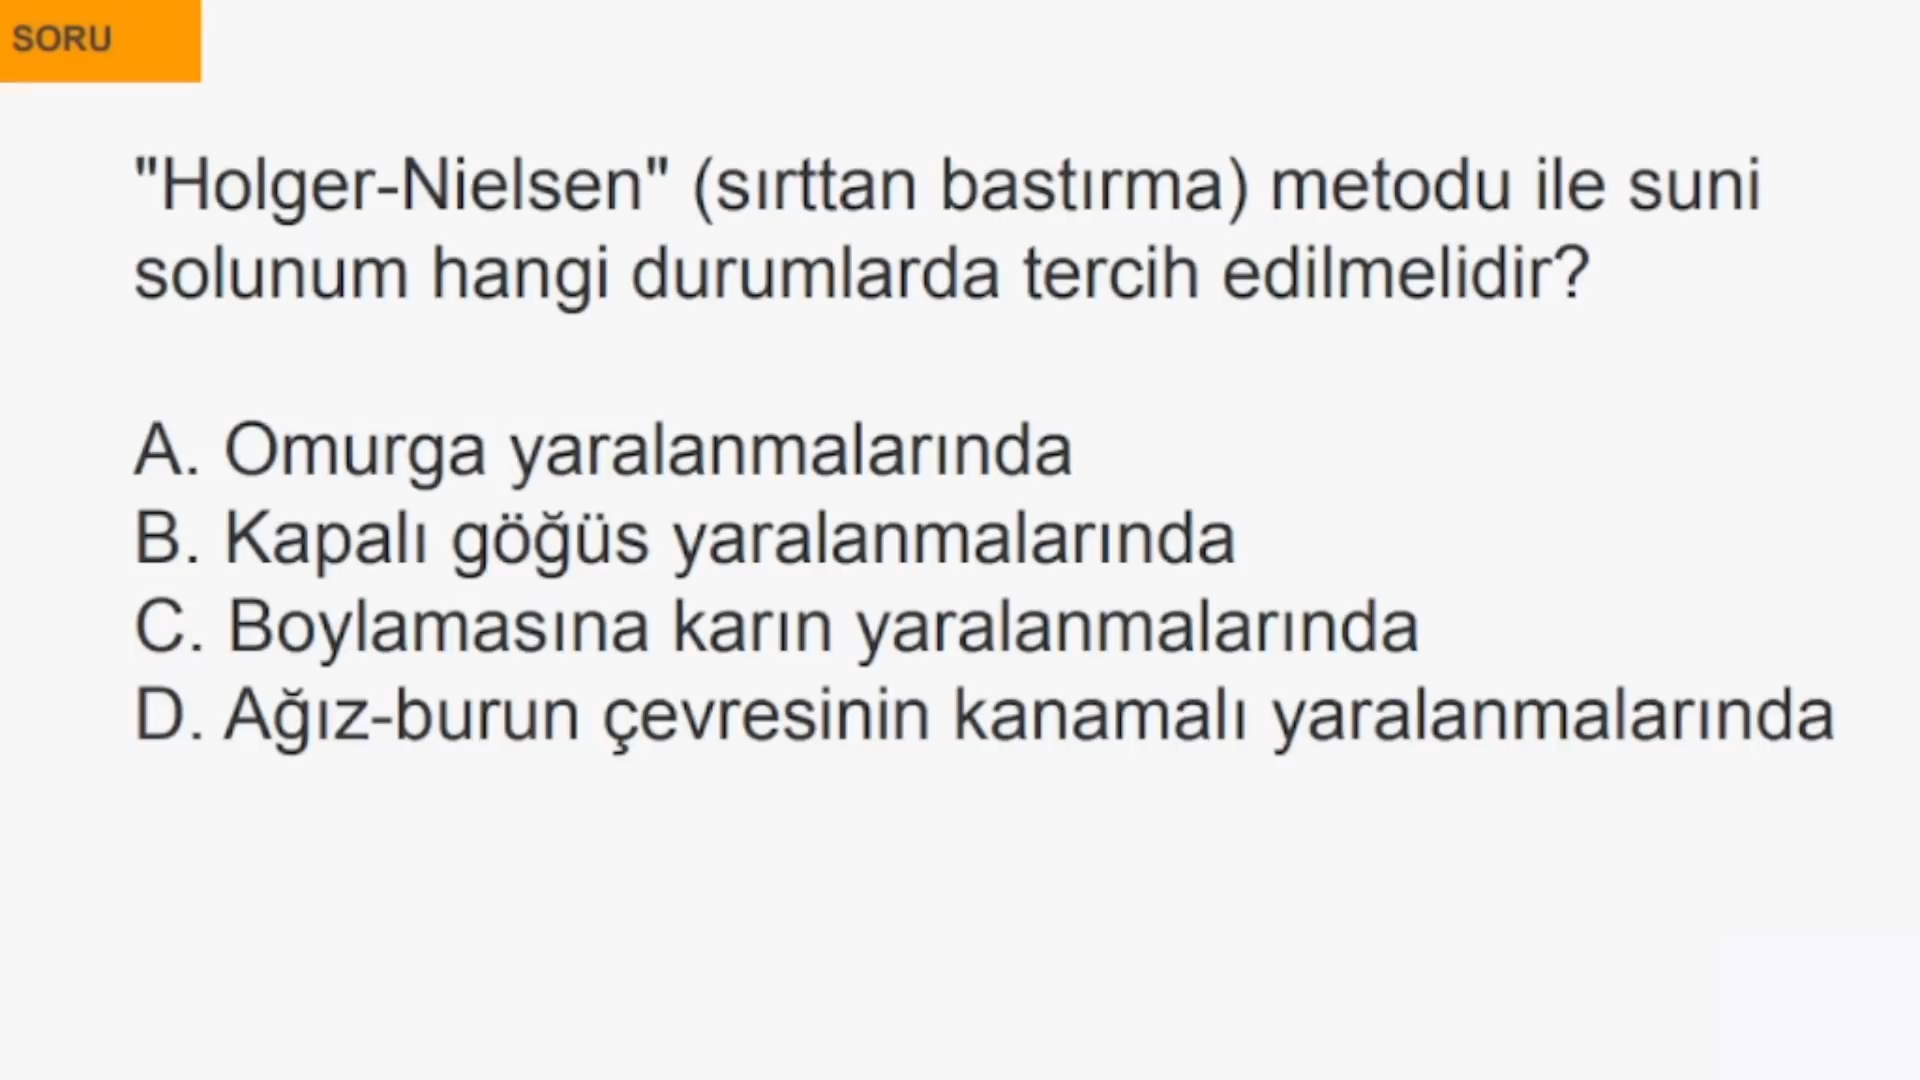 SORU
"Holger-Nielsen" (sırttan bastırma) metodu ile suni
solunum hangi durumlarda tercih edilmelidir?
A. Omurga yaralanmalarında
B. Kapalı göğüs yaralanmalarında
C. Boylamasına karın yaralanmalarında
D. Ağız-burun çevresinin kanamalı yaralanmalarında